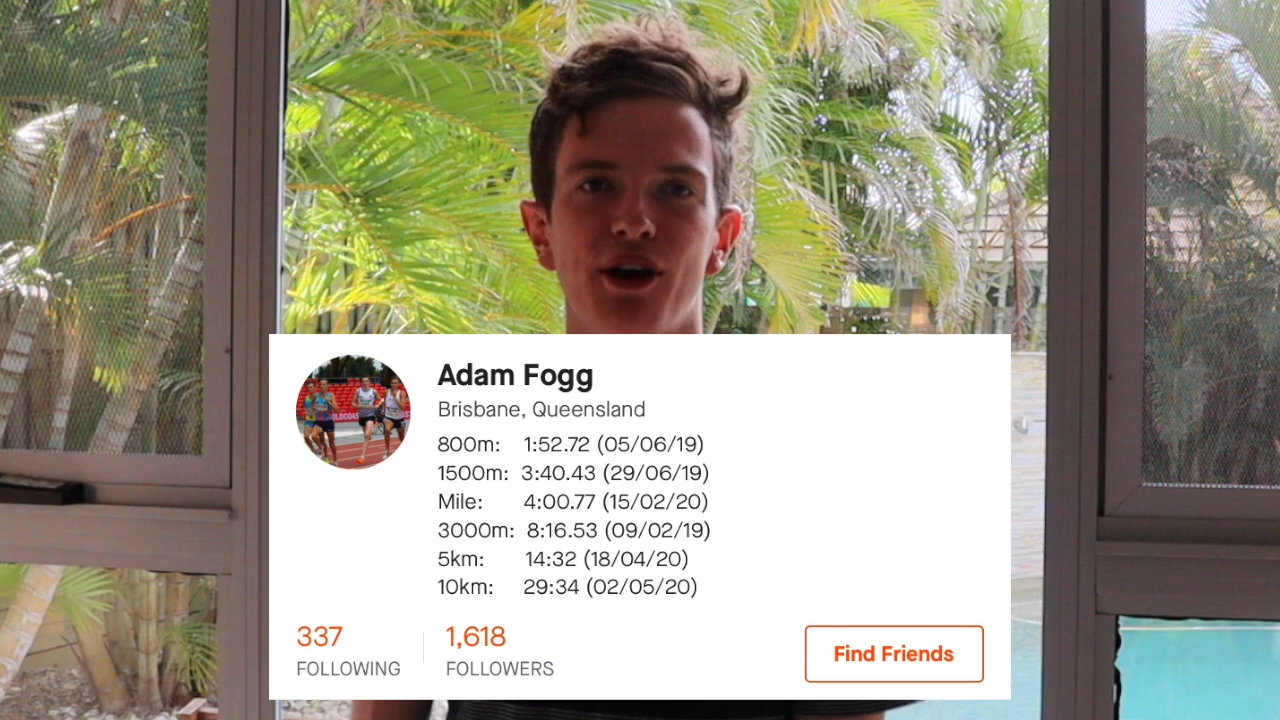 Adam Fogg
Brisbane, Queensland
800m: 1:52.72 (05/06/19)
1500m: 3:40.43 (29/06/19)
Mile: 4:00.77 (15/02/20)
3000m: 8:16.53 (09/02/19)
5km: 14:32 (18/04/20)
10km: 29:34 (02/05/20)
337 1,618
FOLLOWING FOLLOWERS
Find Friends